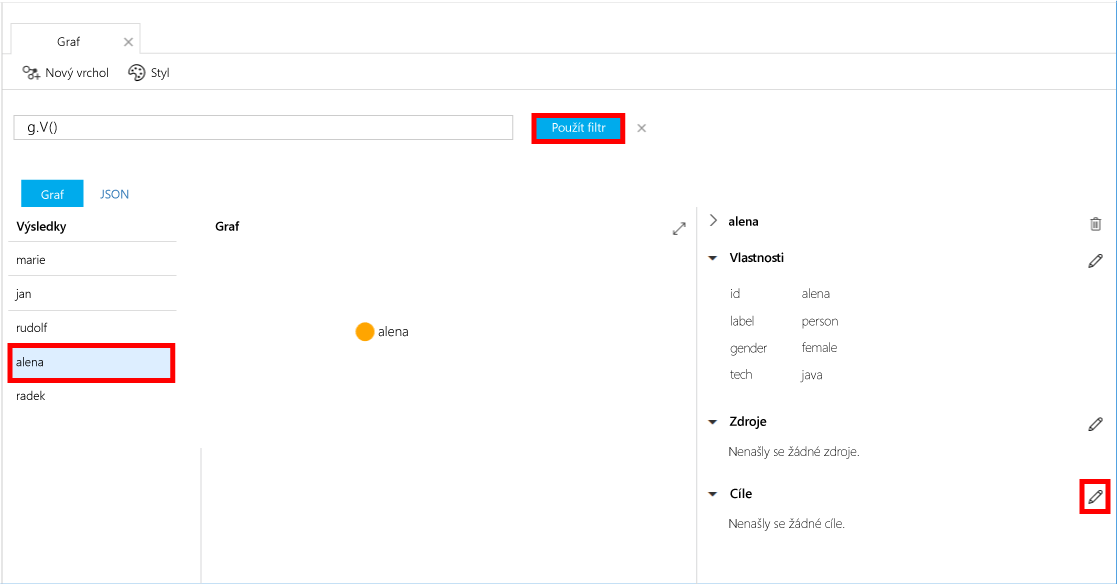 Graf
Nový vrchol Styl
g.V()
Použít filtr
Graf JSON
Výsledky
marie
jan
rudolf
alena
radek
Graf
alena
alena
Vlastnosti
id alena
label person
gender female
tech java
Zdroje
Nenašly se žádné zdroje.
Cíle
Nenašly se žádné cíle.